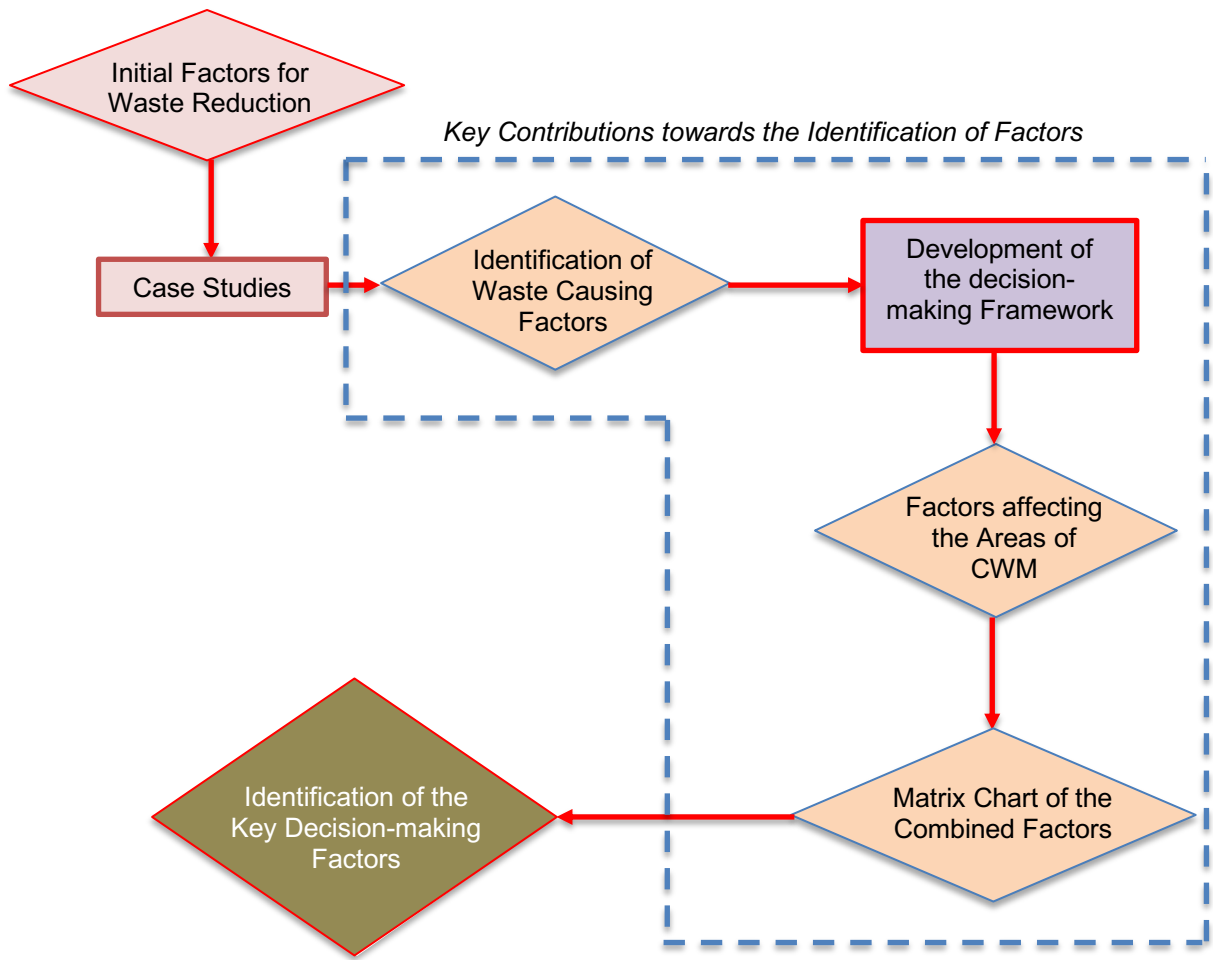 Initial Factors for
Waste Reduction
Key Contributions towards the Identification of Factors
Case Studies
Identification of
Waste Causing
Factors
Development of
the decision-
making Framework
Factors affecting
the Areas of
CWM
Matrix Chart of the
Combined Factors
Identification of the
Key Decision-making
Factors